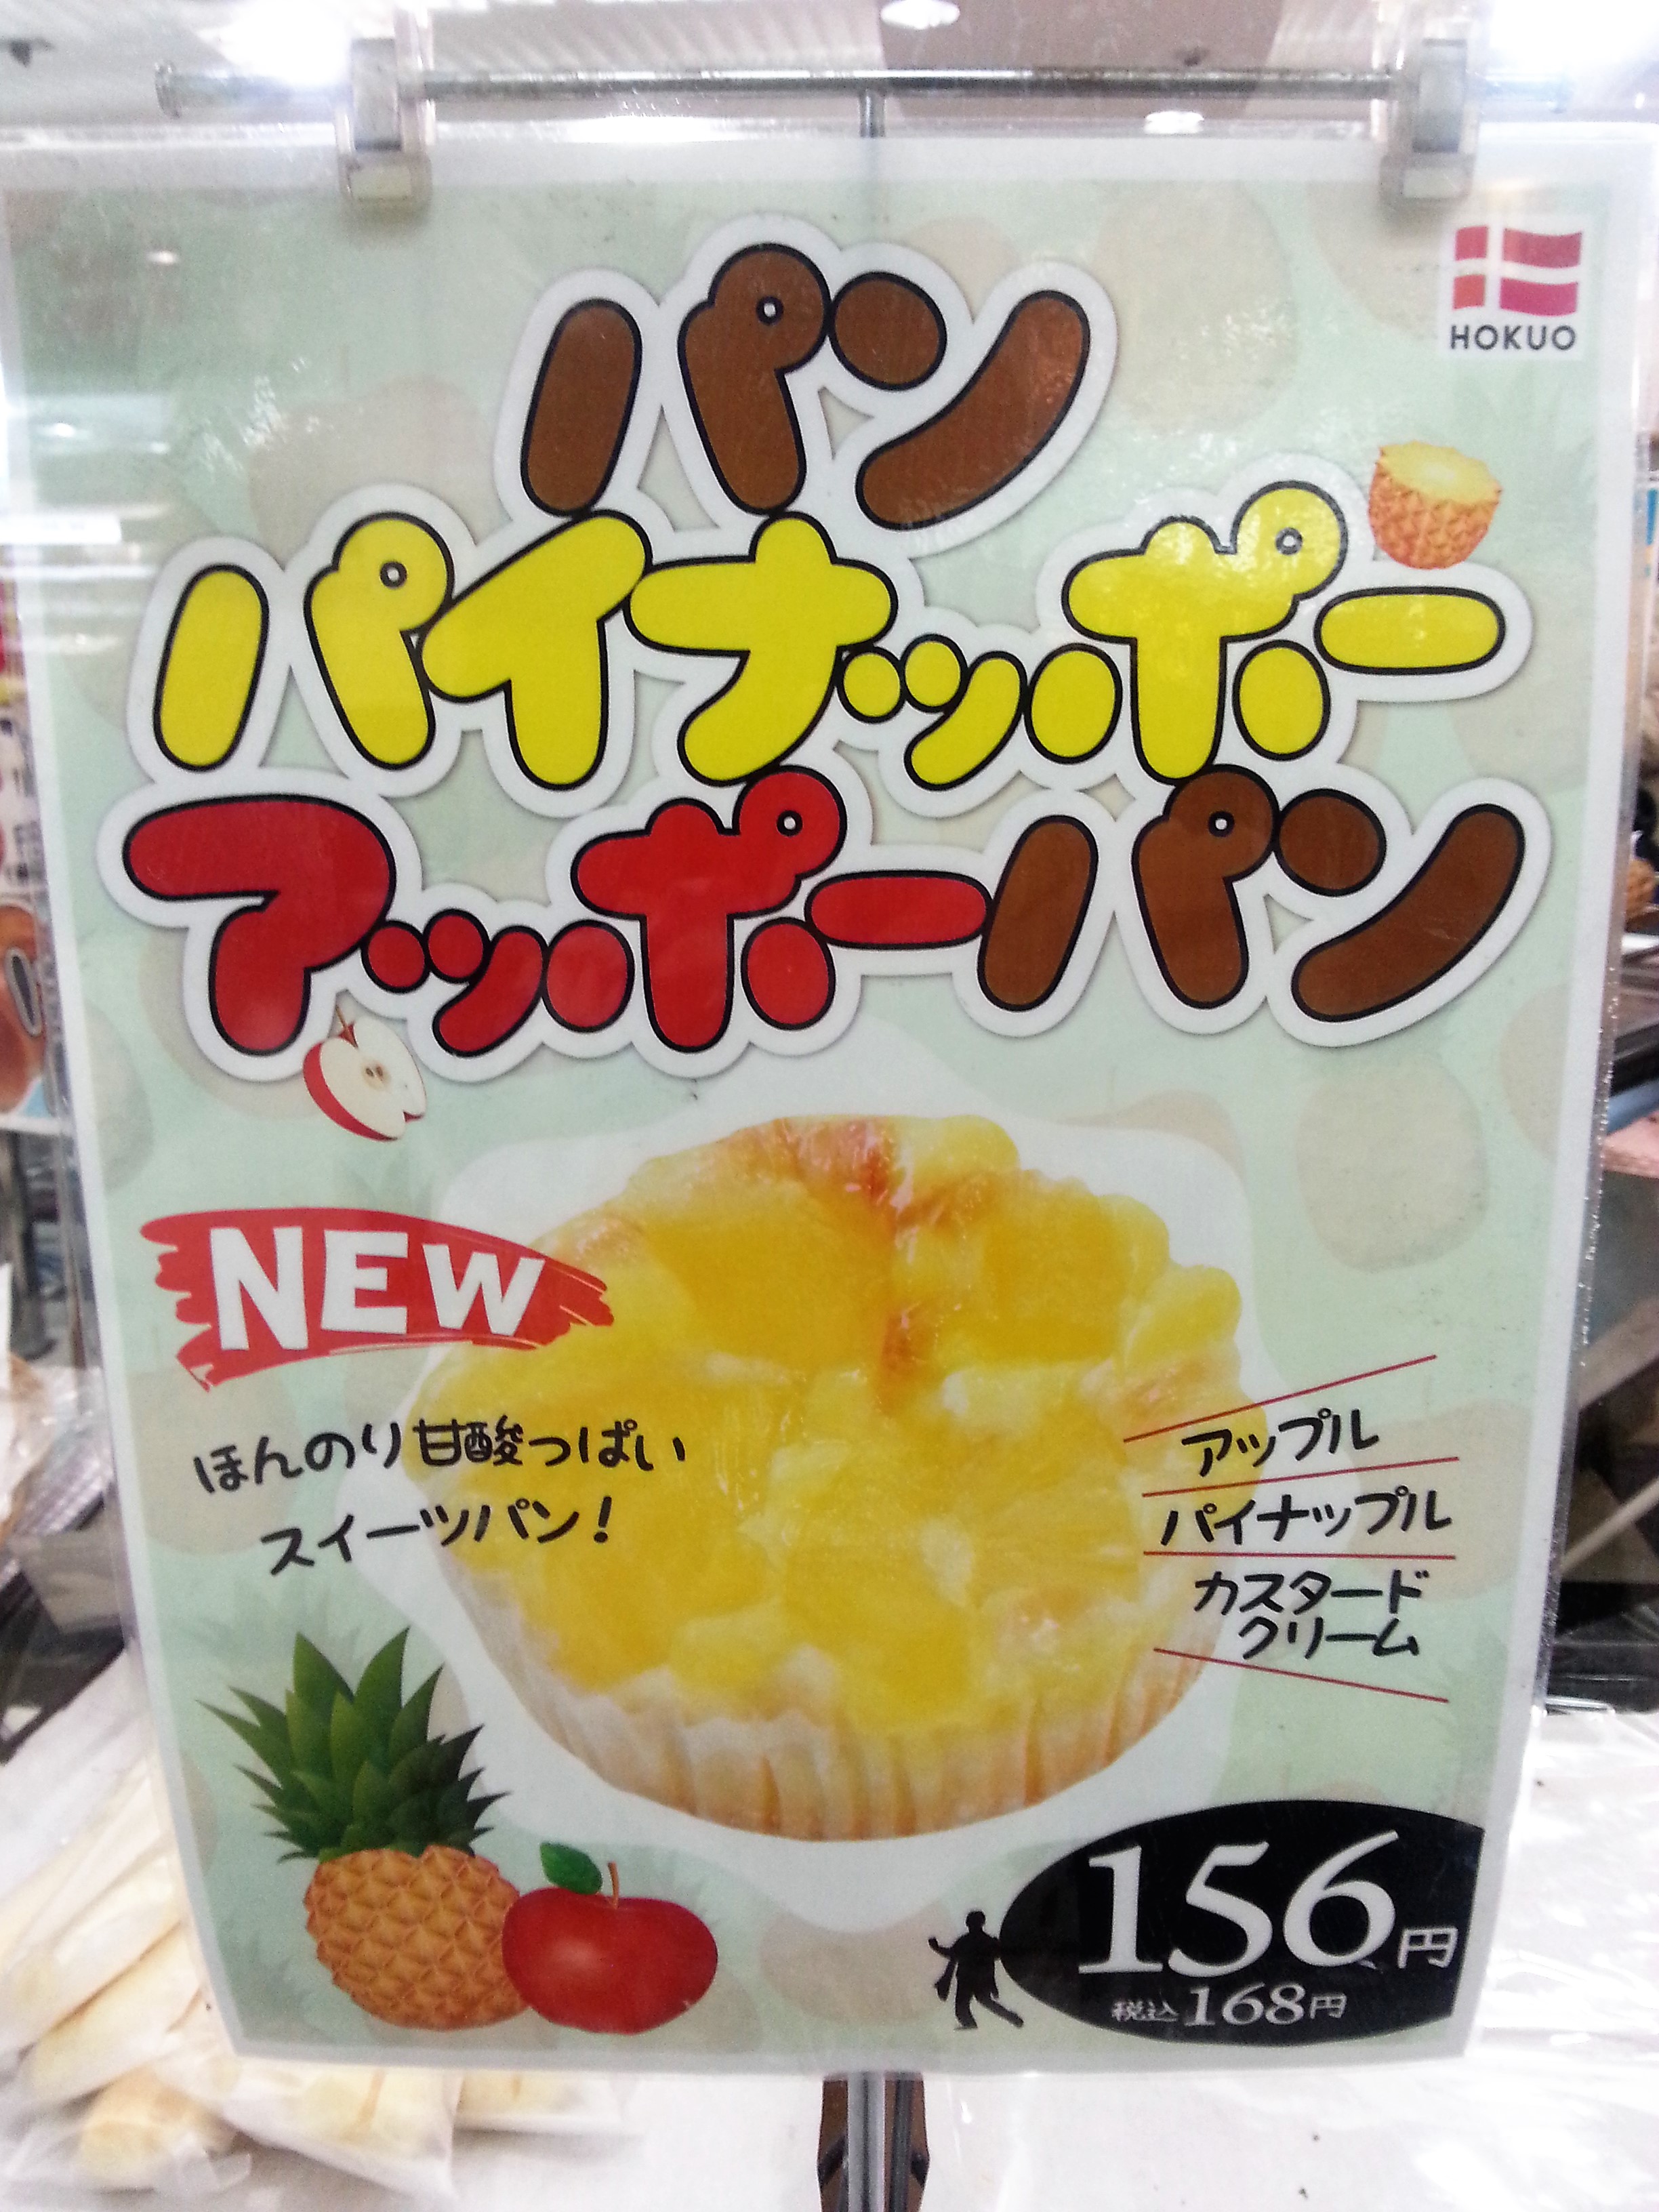 HOKUO
パン
パイナッポー
アッポーパン
NEW
ほんのり甘酸っぱい
スイーツパン!
アップル
パイナップル
カスタード
クリーム
156円
税込168円